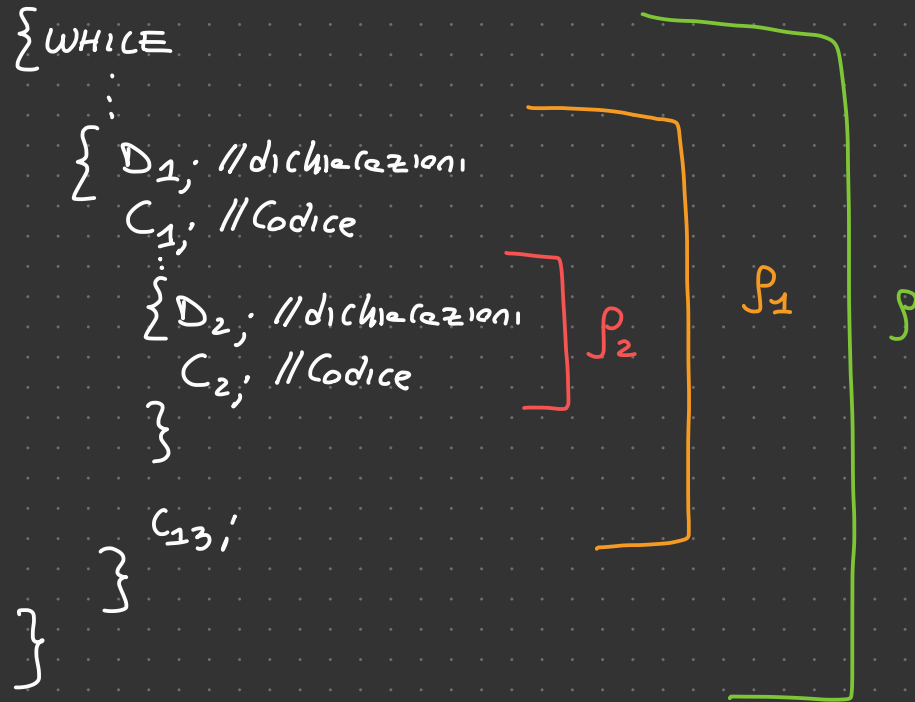 { WHILE
⋮
{ D₁; //dichiarazioni
C₁; //Codice
⋮
{ D₂; //dichiarazioni
C₂; //Codice
}
ρ₂
ρ₁
ρ
C₁₃;
}
}